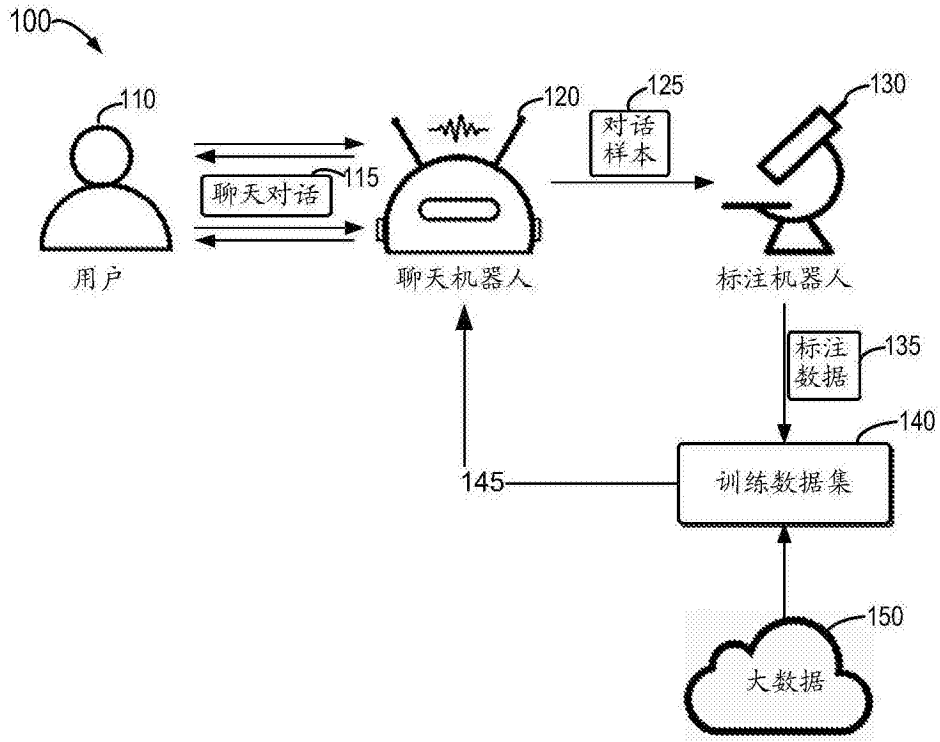 100
110
120
125
130
对话
样本
115
聊天对话
用户
聊天机器人
标注机器人
标注
数据
135
140
训练数据集
145
150
大数据